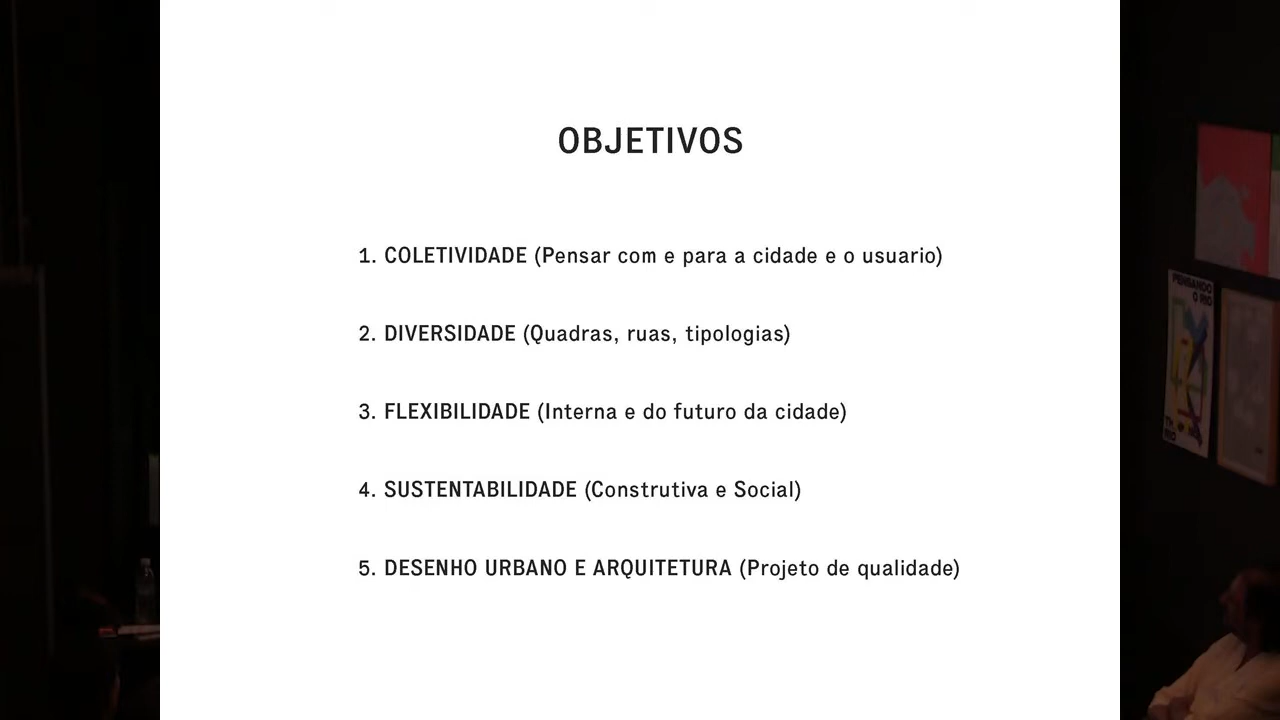 OBJETIVOS
1. COLETIVIDADE (Pensar com e para a cidade e o usuario)
2. DIVERSIDADE (Quadras, ruas, tipologias)
3. FLEXIBILIDADE (Interna e do futuro da cidade)
4. SUSTENTABILIDADE (Construtiva e Social)
5. DESENHO URBANO E ARQUITETURA (Projeto de qualidade)
PENSANDO
O RIO